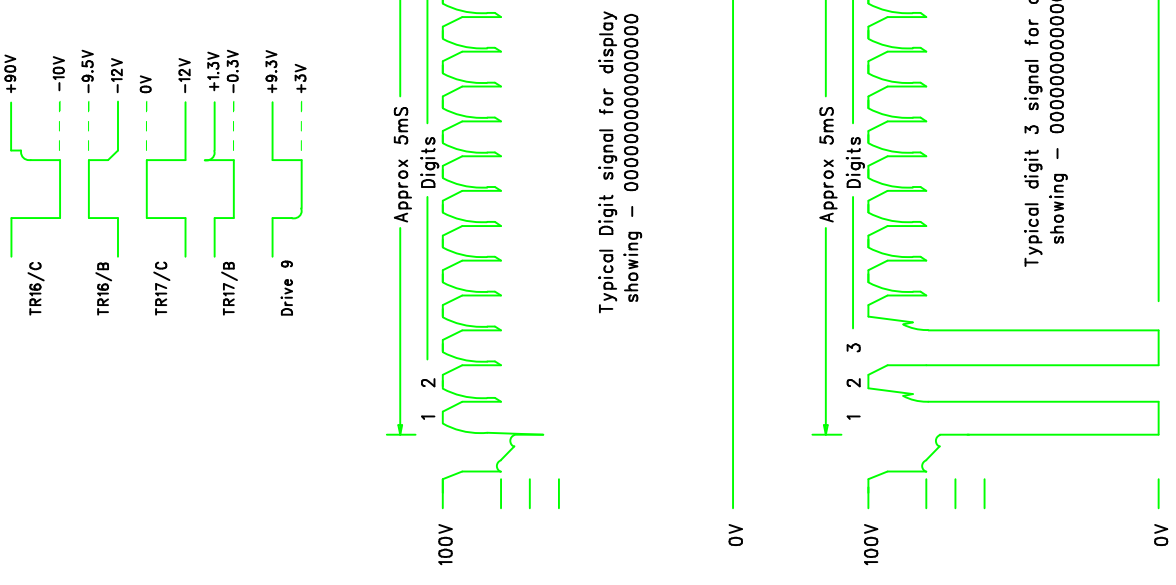 TR16/C
+90V
-10V
TR16/B
-9.5V
-12V
TR17/C
0V
-12V
TR17/B
+1.3V
-0.3V
Drive 9
+9.3V
+3V
Approx 5mS
1 2 Digits
100V
Typical Digit signal for display
showing - 0000000000000000
0V
Approx 5mS
1 2 3 Digits
100V
Typical digit 3 signal for
0V